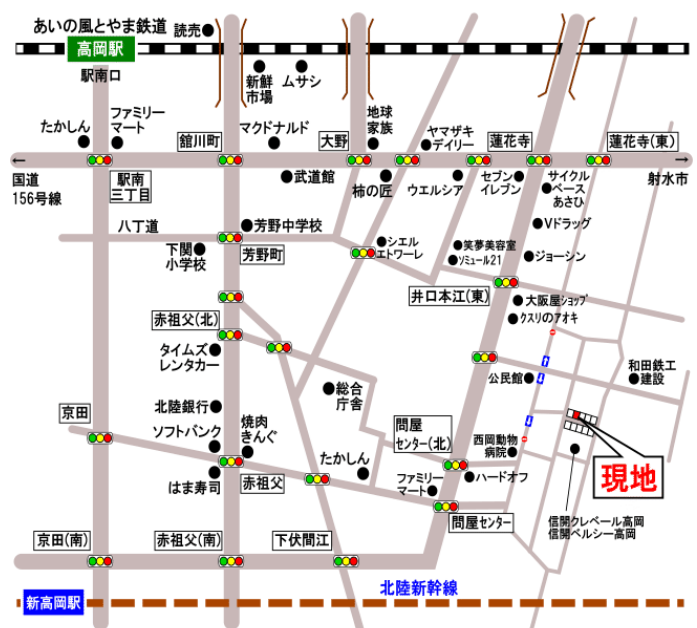 あいの風とやま鉄道
読売
高岡駅
駅南口
新鮮
市場
ムサシ
ファミリー
マート
たかしん
舘川町
マクドナルド
大野
地球
家族
ヤマザキ
デイリー
蓮花寺
蓮花寺(東)
←
国道
156号線
駅南
三丁目
武道館
柿の匠
ウエルシア
セブン
イレブン
サイクル
ベース
あさひ
→
射水市
八丁道
芳野中学校
Vドラッグ
下関
小学校
芳野町
シエル
エトワーレ
笑夢美容室
ソミュール21
ジョーシン
井口本江(東)
大阪屋ショップ
クスリのアオキ
赤祖父(北)
タイムズ
レンタカー
総合
庁舎
公民館
和田鉄工
建設
北陸銀行
京田
ソフトバンク
焼肉
きんぐ
問屋
センター(北)
西岡動物
病院
現地
はま寿司
赤祖父
たかしん
ファミリー
マート
ハードオフ
問屋センター
信開クレベール高岡
信開ベルシー高岡
京田(南)
赤祖父(南)
下伏間江
北陸新幹線
新高岡駅